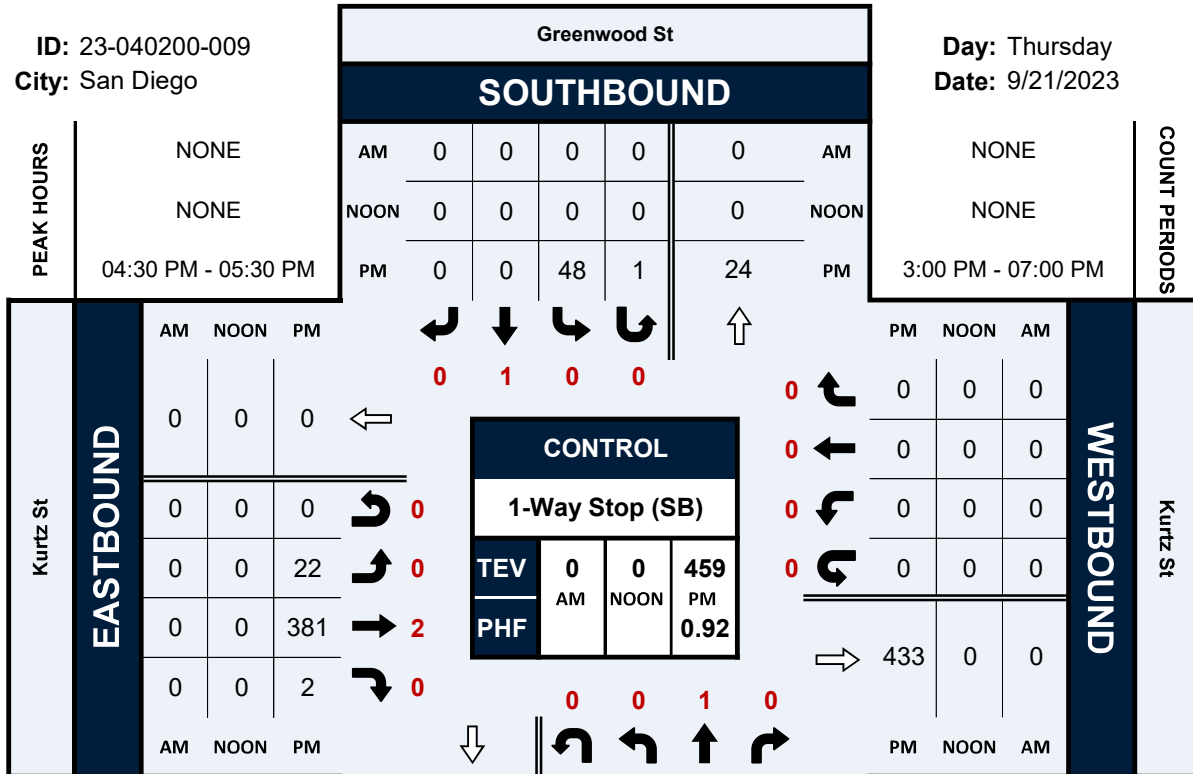 ID: 23-040200-009
City: San Diego
Greenwood St
SOUTHBOUND
Day: Thursday
Date: 9/21/2023
PEAK HOURS
NONE
NONE
04:30 PM - 05:30 PM
AM 0 0 0 0 0 AM
NOON 0 0 0 0 0 NOON
PM 0 0 48 1 24 PM
NONE
NONE
3:00 PM - 07:00 PM
COUNT PERIODS
0 1 0 0
Kurtz St
EASTBOUND
AM NOON PM
0 0 0
0 0 0 0
0 0 22 0
0 0 381 2
0 0 2 0
AM NOON PM
CONTROL
1-Way Stop (SB)
TEV 0 0 459
AM NOON PM
PHF 0.92
PM NOON AM
0 0 0 0
0 0 0 0
0 0 0 0
0 0 0 0
433 0 0
PM NOON AM
WESTBOUND
Kurtz St
0 0 1 0